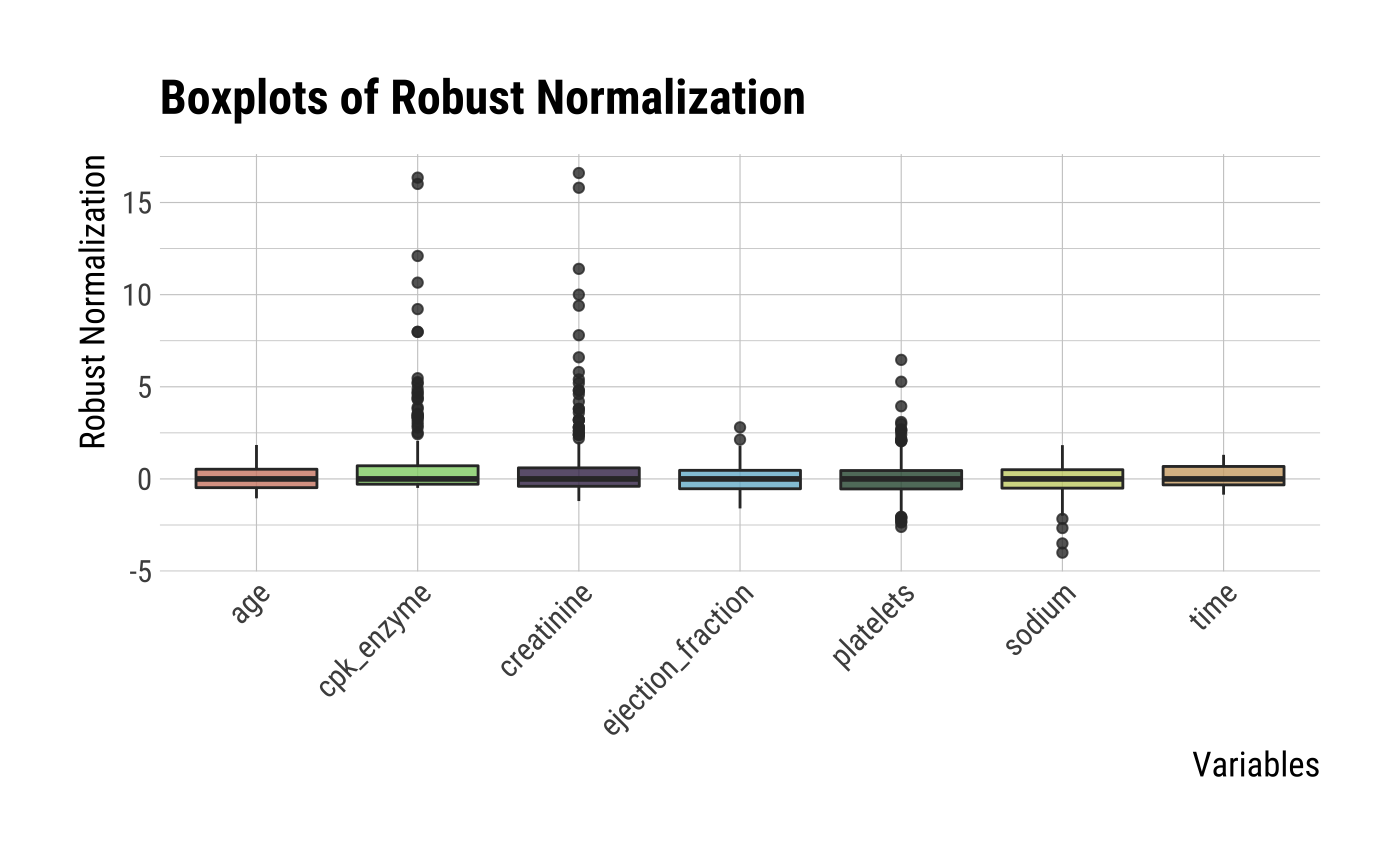 Boxplots of Robust Normalization
Robust Normalization
15
10
5
0
-5
age
cpk_enzyme
creatinine
ejection_fraction
platelets
sodium
time
Variables